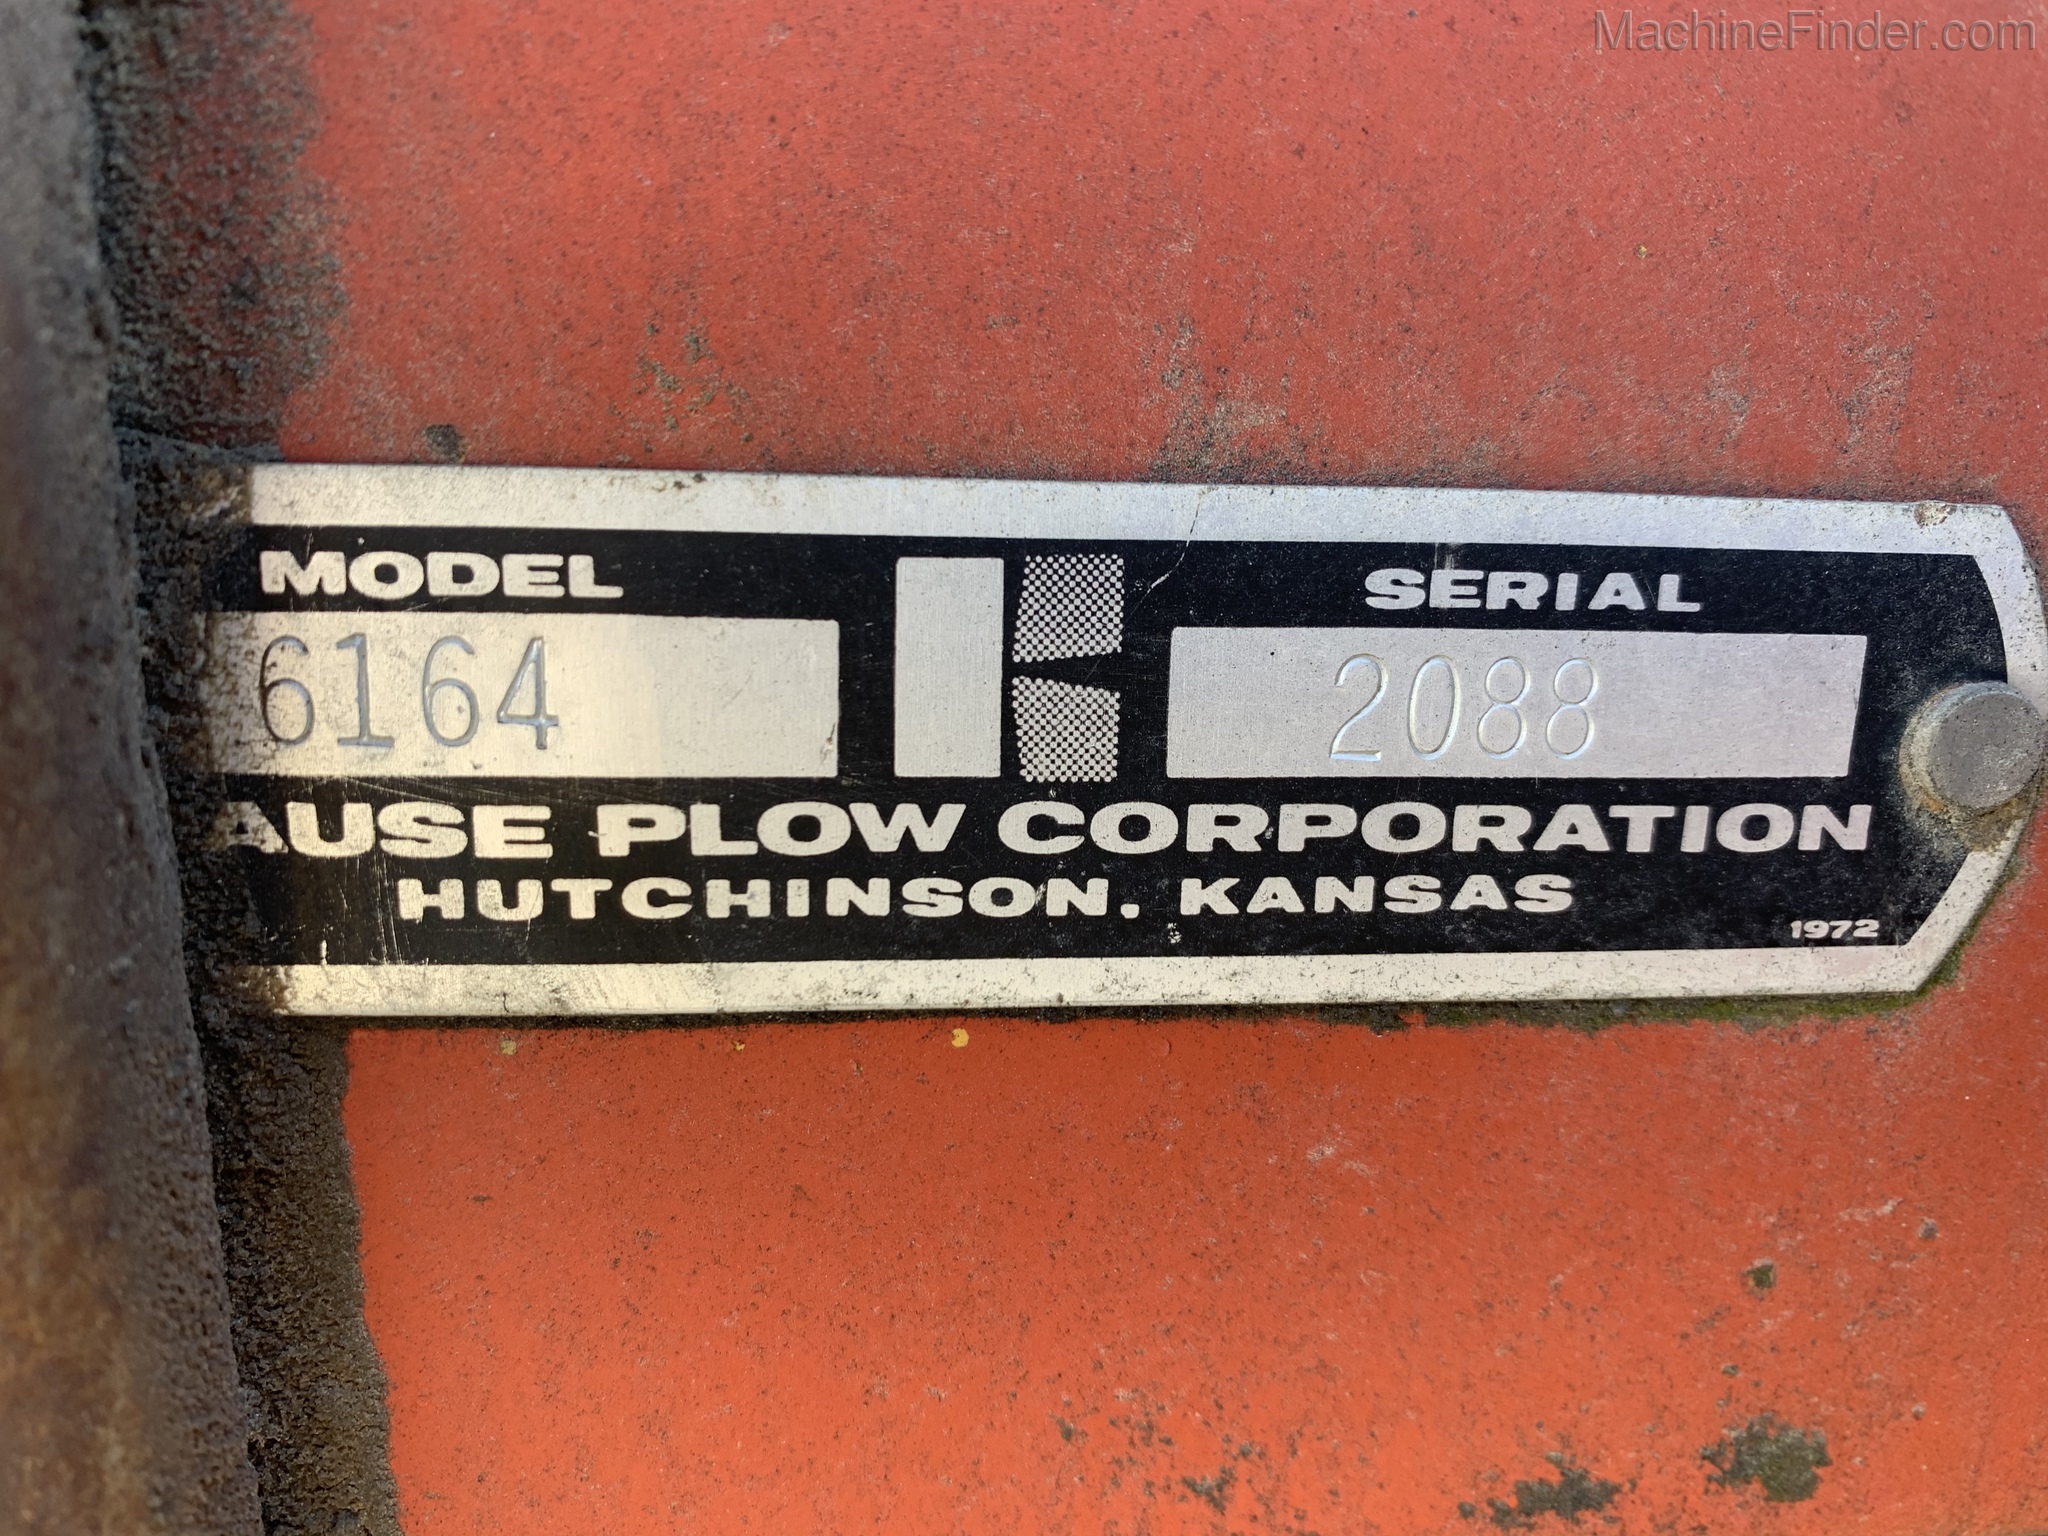 MachineFinder.com
MODEL
SERIAL
6164
2088
AUSE PLOW CORPORATION
HUTCHINSON, KANSAS
1972